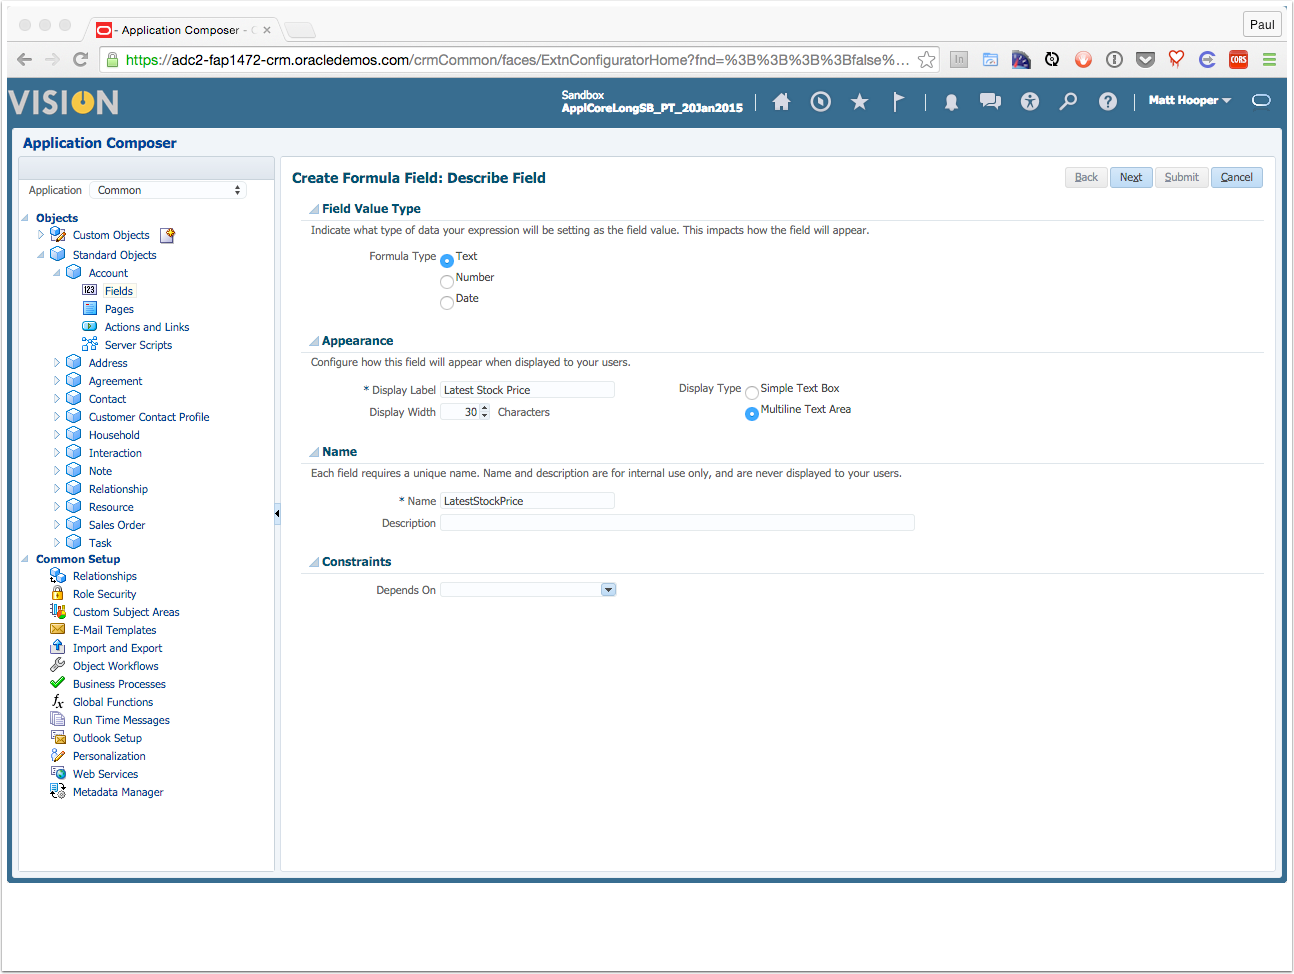 - Application Composer -
Paul
https://adc2-fap1472-crm.oracledemos.com/crmCommon/faces/ExtnConfiguratorHome?fnd=%3B%3B%3B%3Bfalse%...
VISION
Sandbox
ApplCoreLongSB_PT_20Jan2015
Matt Hooper
Application Composer
Application Common
Objects
Custom Objects
Standard Objects
Account
Fields
Pages
Actions and Links
Server Scripts
Address
Agreement
Contact
Customer Contact Profile
Household
Interaction
Note
Relationship
Resource
Sales Order
Task
Common Setup
Relationships
Role Security
Custom Subject Areas
E-Mail Templates
Import and Export
Object Workflows
Business Processes
Global Functions
Run Time Messages
Outlook Setup
Personalization
Web Services
Metadata Manager
Create Formula Field: Describe Field
Back Next Submit Cancel
Field Value Type
Indicate what type of data your expression will be setting as the field value. This impacts how the field will appear.
Formula Type Text
Number
Date
Appearance
Configure how this field will appear when displayed to your users.
* Display Label Latest Stock Price
Display Width 30 Characters
Display Type Simple Text Box
Multiline Text Area
Name
Each field requires a unique name. Name and description are for internal use only, and are never displayed to your users.
* Name LatestStockPrice
Description
Constraints
Depends On